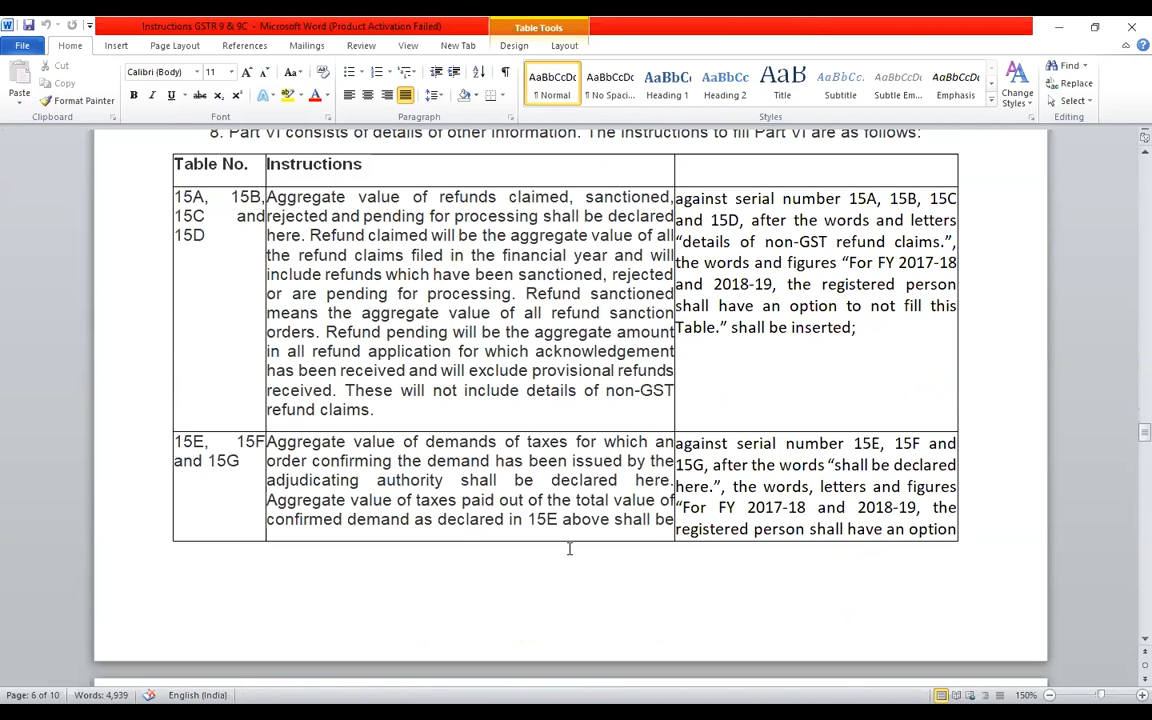 Instructions GSTR 9 & 9C - Microsoft Word (Product Activation Failed)
Table Tools
File Home Insert Page Layout References Mailings Review View New Tab Design Layout
Cut
Copy
Format Painter
Paste
Clipboard
Calibri (Body) 11
Font
Paragraph
AaBbCcDc AaBbCcDc AaBbC AaBbCc AaB AaBbCc. AaBbCcDc AaBbCcDc
¶ Normal ¶ No Spaci... Heading 1 Heading 2 Title Subtitle Subtle Em... Emphasis
Styles
Change
Styles
Find
Replace
Select
Editing
8. Part VI consists of details of other information. The instructions to fill Part VI are as follows:
Table No. Instructions
15A, 15B,
15C and
15D
Aggregate value of refunds claimed, sanctioned,
rejected and pending for processing shall be declared
here. Refund claimed will be the aggregate value of all
the refund claims filed in the financial year and will
include refunds which have been sanctioned, rejected
or are pending for processing. Refund sanctioned
means the aggregate value of all refund sanction
orders. Refund pending will be the aggregate amount
in all refund application for which acknowledgement
has been received and will exclude provisional refunds
received. These will not include details of non-GST
refund claims.
against serial number 15A, 15B, 15C
and 15D, after the words and letters
“details of non-GST refund claims.”,
the words and figures “For FY 2017-18
and 2018-19, the registered person
shall have an option to not fill this
Table.” shall be inserted;
15E, 15F
and 15G
Aggregate value of demands of taxes for which an
order confirming the demand has been issued by the
adjudicating authority shall be declared here.
Aggregate value of taxes paid out of the total value of
confirmed demand as declared in 15E above shall be
against serial number 15E, 15F and
15G, after the words “shall be declared
here.”, the words, letters and figures
“For FY 2017-18 and 2018-19, the
registered person shall have an option
Page: 6 of 10 Words: 4,939 English (India) 150%